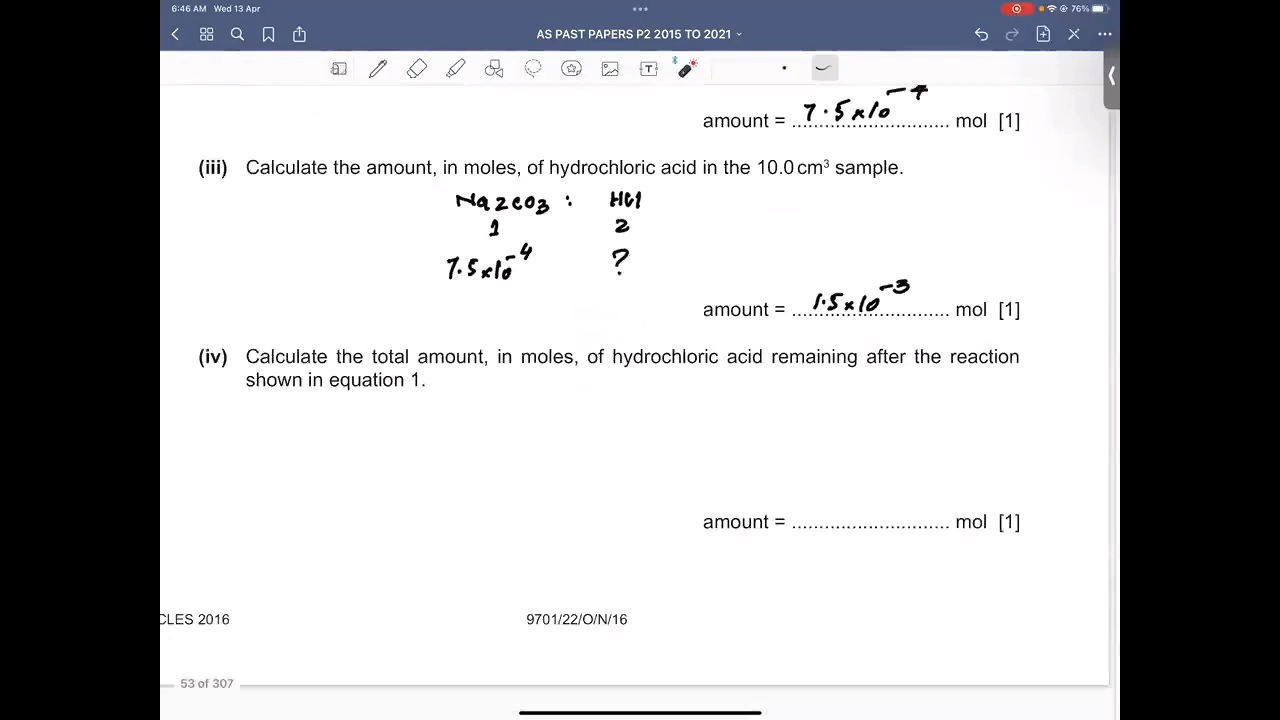 6:46 AM Wed 13 Apr
76%
AS PAST PAPERS P2 2015 TO 2021
amount = 7.5×10⁻⁴ mol [1]
(iii) Calculate the amount, in moles, of hydrochloric acid in the 10.0 cm³ sample.
Na2CO3 : HCl
1 2
7.5×10⁻⁴ ?
amount = 1.5×10⁻³ mol [1]
(iv) Calculate the total amount, in moles, of hydrochloric acid remaining after the reaction
shown in equation 1.
amount = ............................ mol [1]
CLES 2016 9701/22/O/N/16
53 of 307